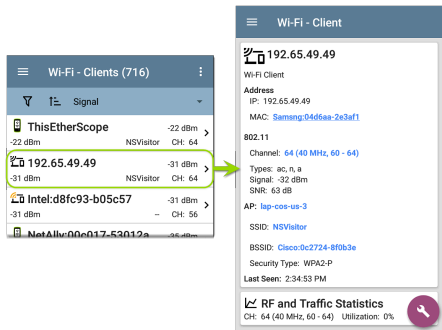 Wi-Fi - Clients (716)
Signal
ThisEtherScope -22 dBm
-22 dBm NSVisitor CH: 64
192.65.49.49 -31 dBm
-31 dBm NSVisitor CH: 64
Intel:d8fc93-b05c57 -31 dBm
-31 dBm -- CH: 56
NetAlly:00c017-53012a -35 dBm
Wi-Fi - Client
192.65.49.49
Wi-Fi Client
Address
IP: 192.65.49.49
MAC: Samsng:04d6aa-2e3af1
802.11
Channel: 64 (40 MHz, 60 - 64)
Types: ac, n, a
Signal: -32 dBm
SNR: 63 dB
AP: lap-cos-us-3
SSID: NSVisitor
BSSID: Cisco:0c2724-8f0b3e
Security Type: WPA2-P
Last Seen: 2:34:53 PM
RF and Traffic Statistics
CH: 64 (40 MHz, 60 - 64) Utilization: 0%